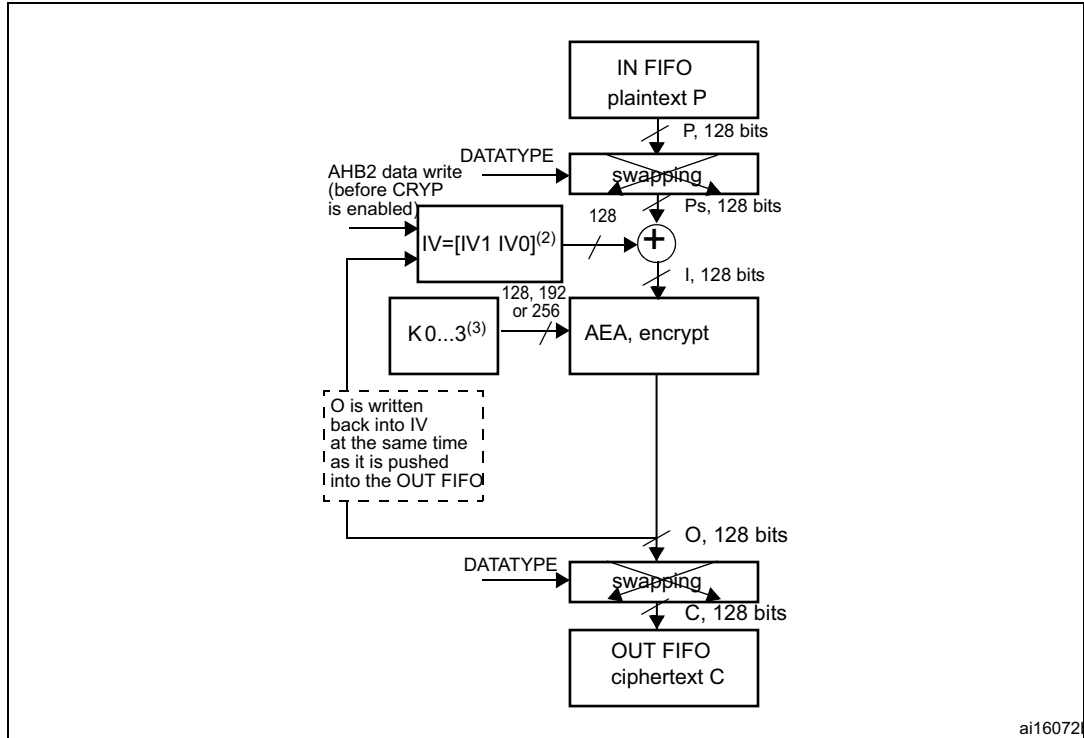 IN FIFO
plaintext P
P, 128 bits
DATATYPE
swapping
AHB2 data write
(before CRYP
is enabled)
Ps, 128 bits
IV=[IV1 IV0](2)
128
+
I, 128 bits
128, 192
or 256
K 0...3(3)
AEA, encrypt
O is written
back into IV
at the same time
as it is pushed
into the OUT FIFO
O, 128 bits
DATATYPE
swapping
C, 128 bits
OUT FIFO
ciphertext C